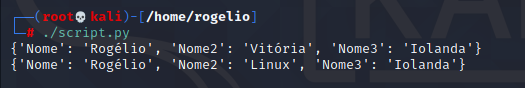 ┌──(root💀kali)-[/home/rogelio]
└─# ./script.py
{'Nome': 'Rogélio', 'Nome2': 'Vitória', 'Nome3': 'Iolanda'}
{'Nome': 'Rogélio', 'Nome2': 'Linux', 'Nome3': 'Iolanda'}